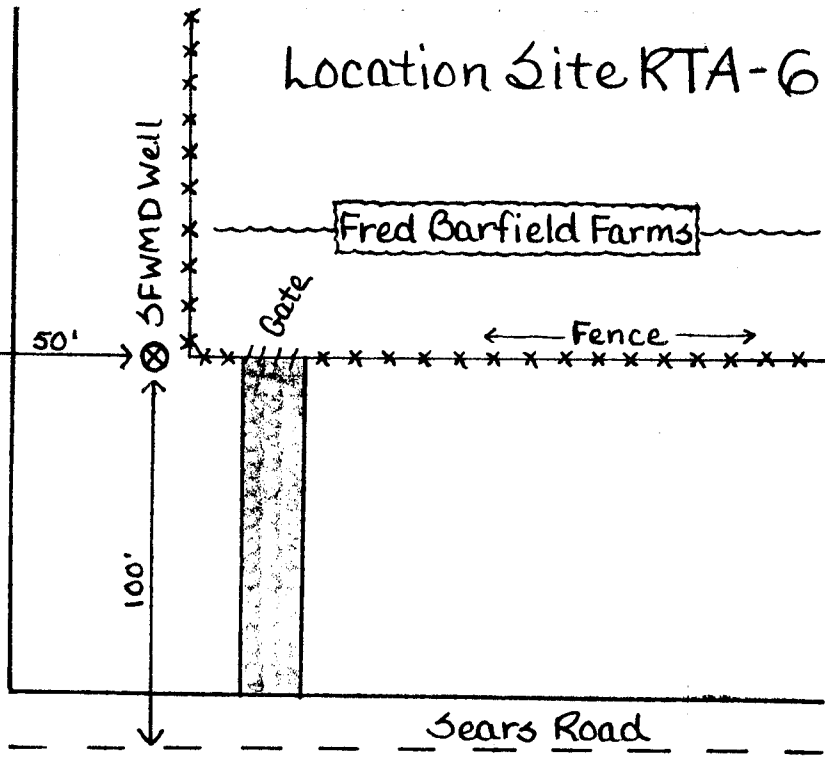 Location Site RTA-6
SFWMD Well
Fred Barfield Farms
Gate
Fence
50'
100'
Sears Road